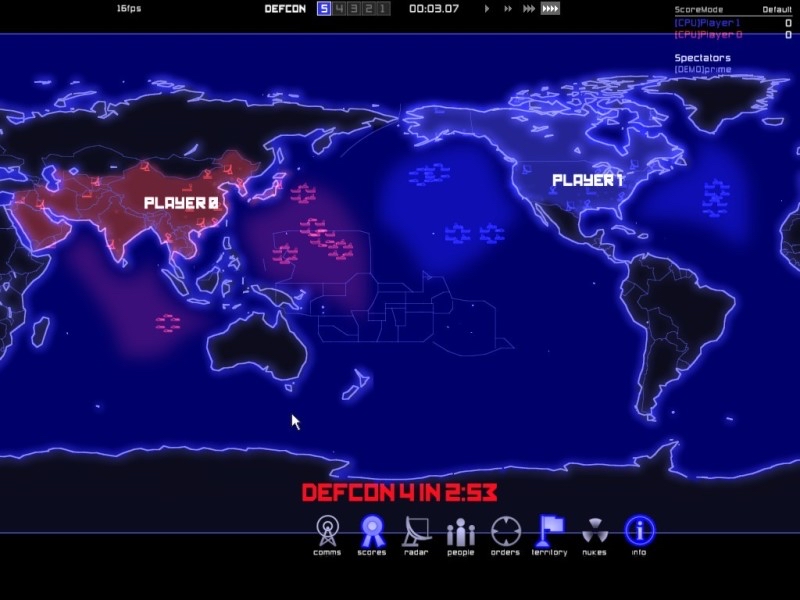 16fps
DEFCON 5 4 3 2 1
00:03.07
ScoreMode Default
[CPU]Player 1 0
[CPU]Player 0 0
Spectators
[DEMO]prime
PLAYER 1
PLAYER 0
DEFCON 4 IN 2:53
comms scores radar people orders territory nukes info